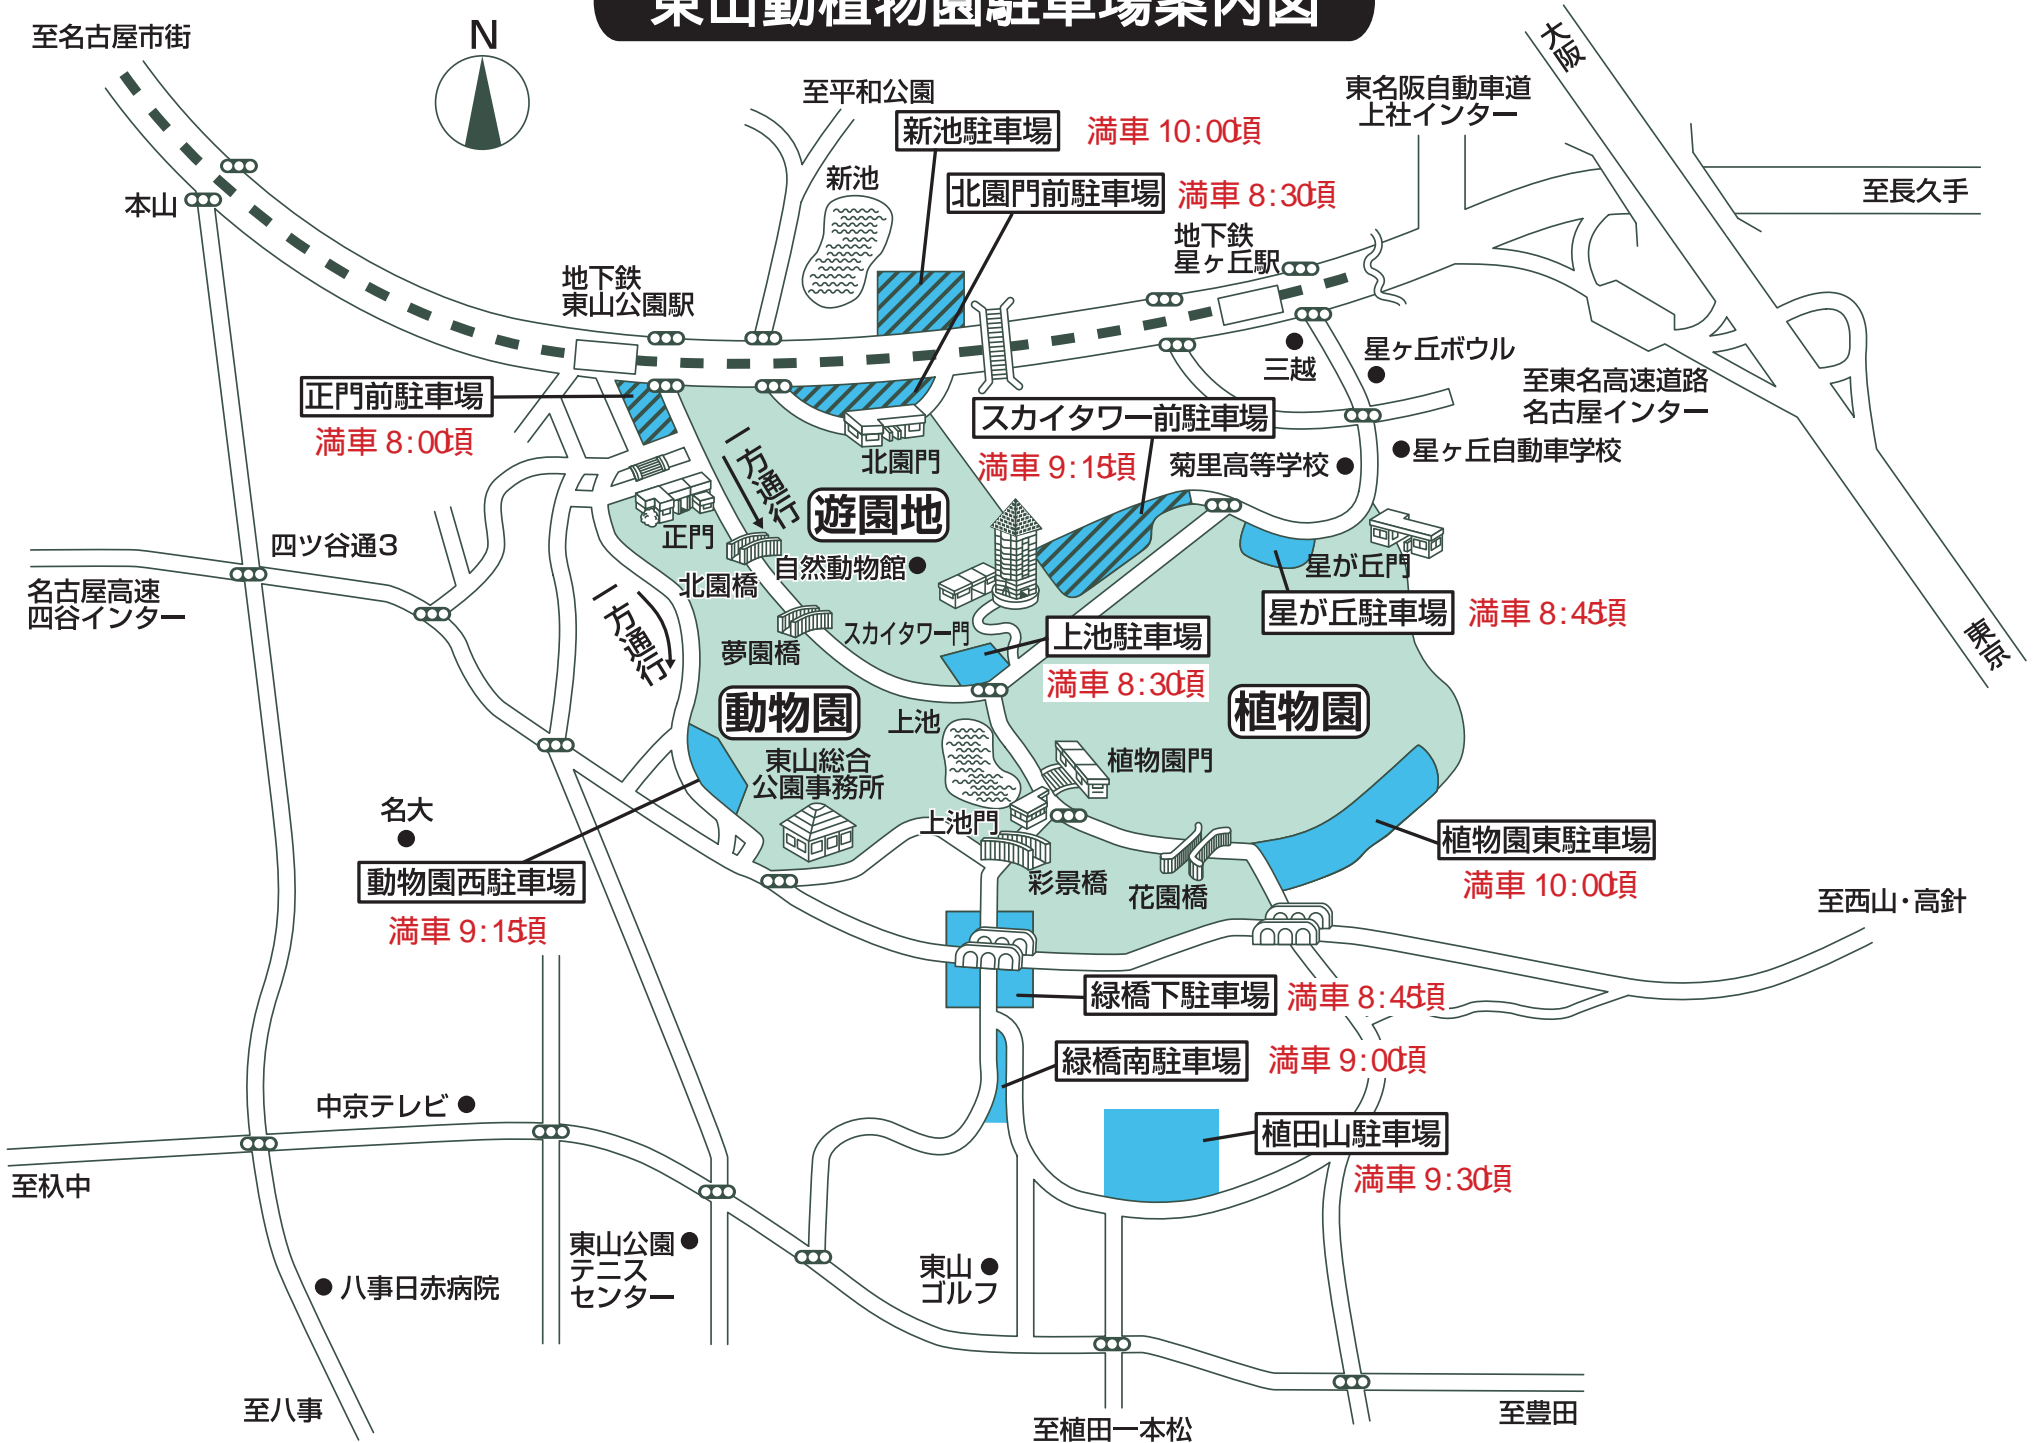 東山動植物園駐車場案内図
至名古屋市街
N
大阪
至平和公園
東名阪自動車道
上社インター
新池駐車場
満車 10:00頃
新池
北園門前駐車場
満車 8:30頃
至長久手
本山
地下鉄
星ヶ丘駅
地下鉄
東山公園駅
三越
星ヶ丘ボウル
正門前駐車場
満車 8:00頃
至東名高速道路
名古屋インター
スカイタワー前駐車場
満車 9:15頃
北園門
菊里高等学校
星ヶ丘自動車学校
一方通行
遊園地
正門
四ツ谷通3
自然動物館
北園橋
星が丘門
名古屋高速
四谷インター
一方通行
星が丘駐車場
満車 8:45頃
スカイタワー門
上池駐車場
満車 8:30頃
夢園橋
東京
動物園
上池
植物園
東山総合
公園事務所
植物園門
名大
上池門
植物園東駐車場
満車 10:00頃
動物園西駐車場
満車 9:15頃
彩景橋
花園橋
至西山・高針
緑橋下駐車場
満車 8:45頃
緑橋南駐車場
満車 9:00頃
中京テレビ
植田山駐車場
満車 9:30頃
至杁中
東山公園
テニス
センター
東山
ゴルフ
八事日赤病院
至八事
至植田一本松
至豊田